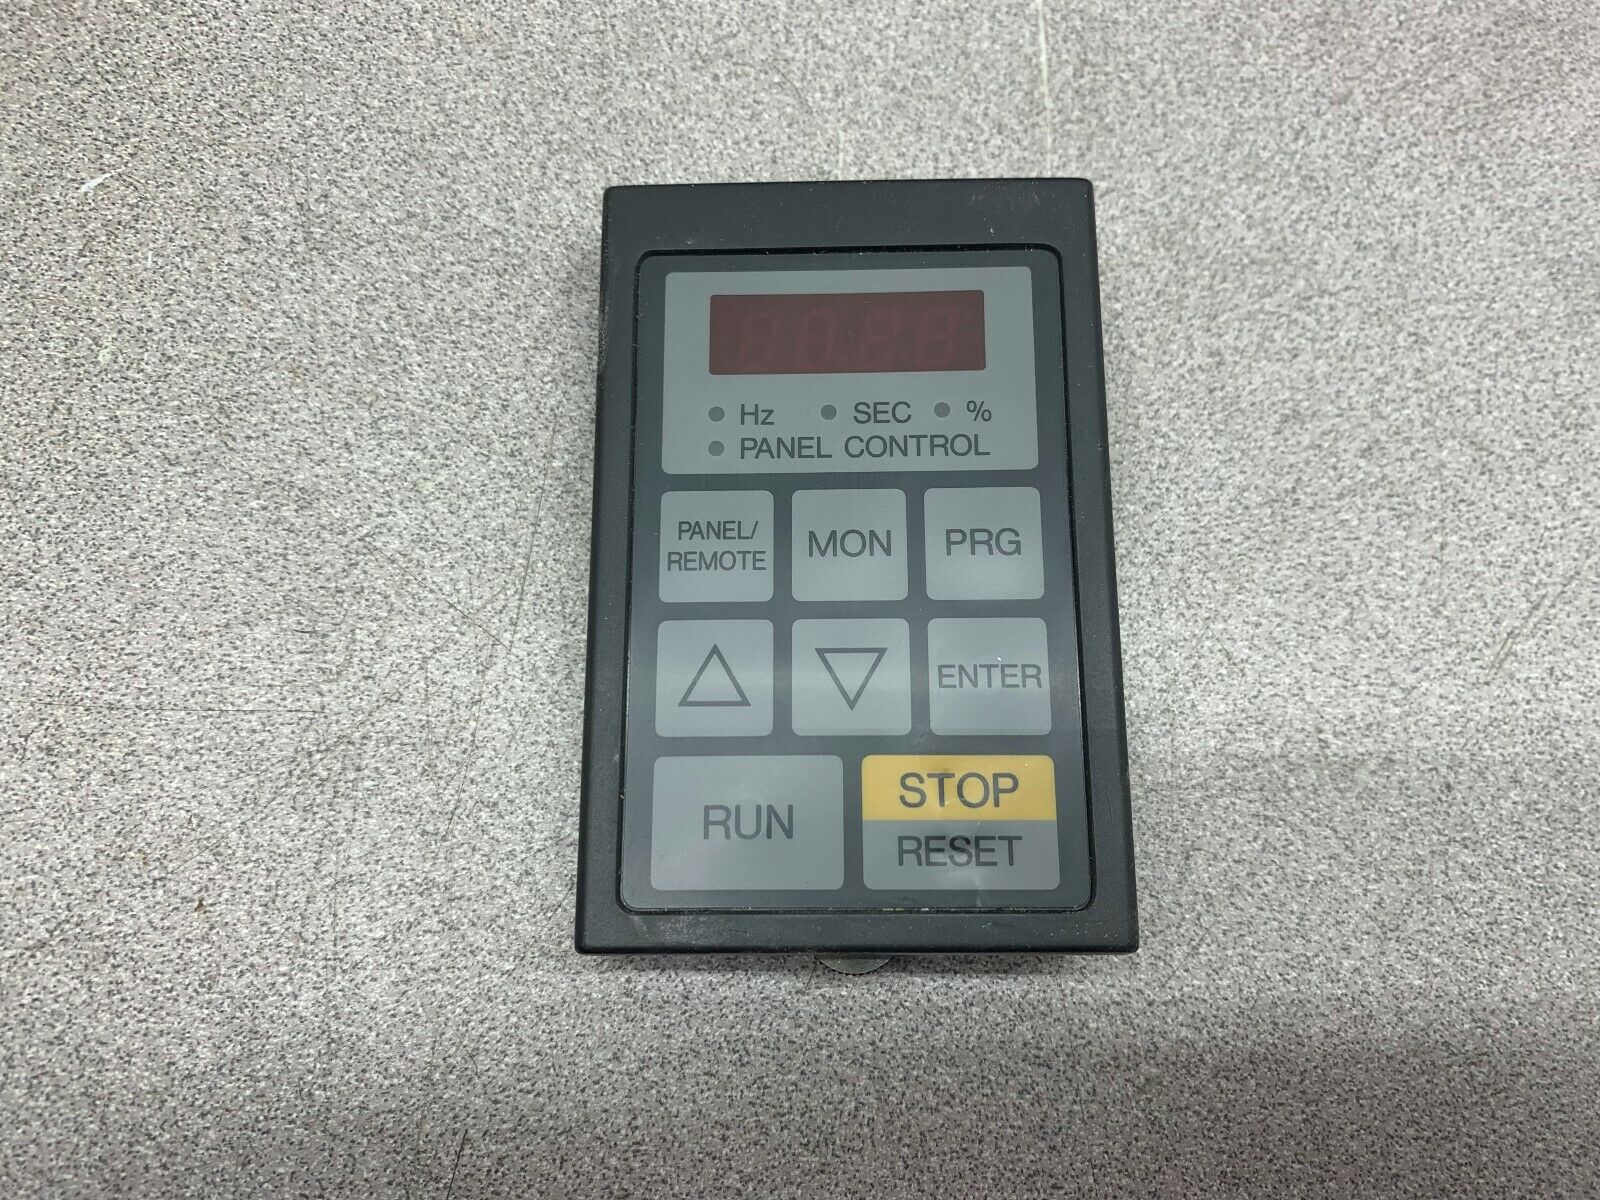 Hz SEC %
PANEL CONTROL
PANEL/
REMOTE
MON
PRG
ENTER
RUN
STOP
RESET